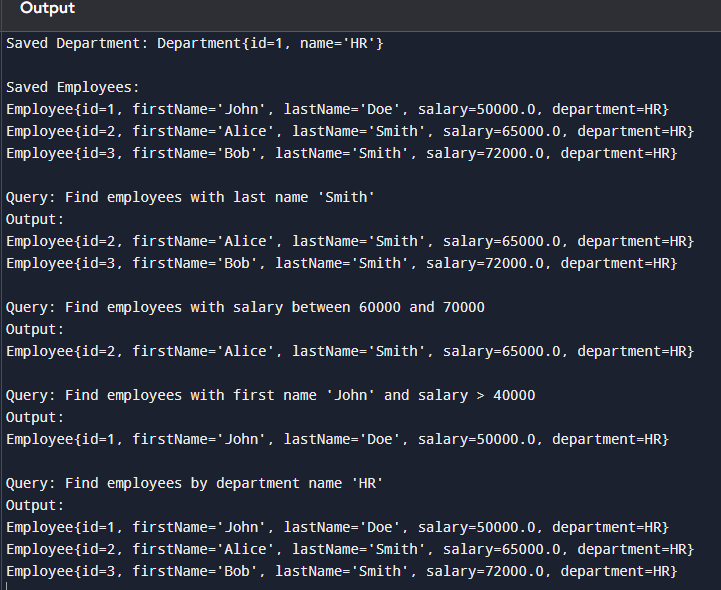 Output
Saved Department: Department{id=1, name='HR'}
Saved Employees:
Employee{id=1, firstName='John', lastName='Doe', salary=50000.0, department=HR}
Employee{id=2, firstName='Alice', lastName='Smith', salary=65000.0, department=HR}
Employee{id=3, firstName='Bob', lastName='Smith', salary=72000.0, department=HR}
Query: Find employees with last name 'Smith'
Output:
Employee{id=2, firstName='Alice', lastName='Smith', salary=65000.0, department=HR}
Employee{id=3, firstName='Bob', lastName='Smith', salary=72000.0, department=HR}
Query: Find employees with salary between 60000 and 70000
Output:
Employee{id=2, firstName='Alice', lastName='Smith', salary=65000.0, department=HR}
Query: Find employees with first name 'John' and salary > 40000
Output:
Employee{id=1, firstName='John', lastName='Doe', salary=50000.0, department=HR}
Query: Find employees by department name 'HR'
Output:
Employee{id=1, firstName='John', lastName='Doe', salary=50000.0, department=HR}
Employee{id=2, firstName='Alice', lastName='Smith', salary=65000.0, department=HR}
Employee{id=3, firstName='Bob', lastName='Smith', salary=72000.0, department=HR}